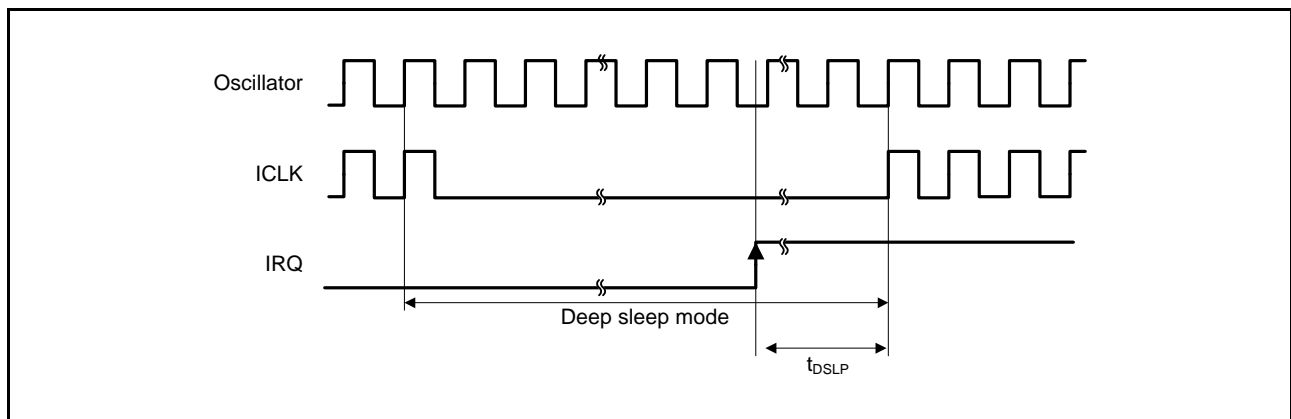 Oscillator
ICLK
IRQ
Deep sleep mode
tDSLP